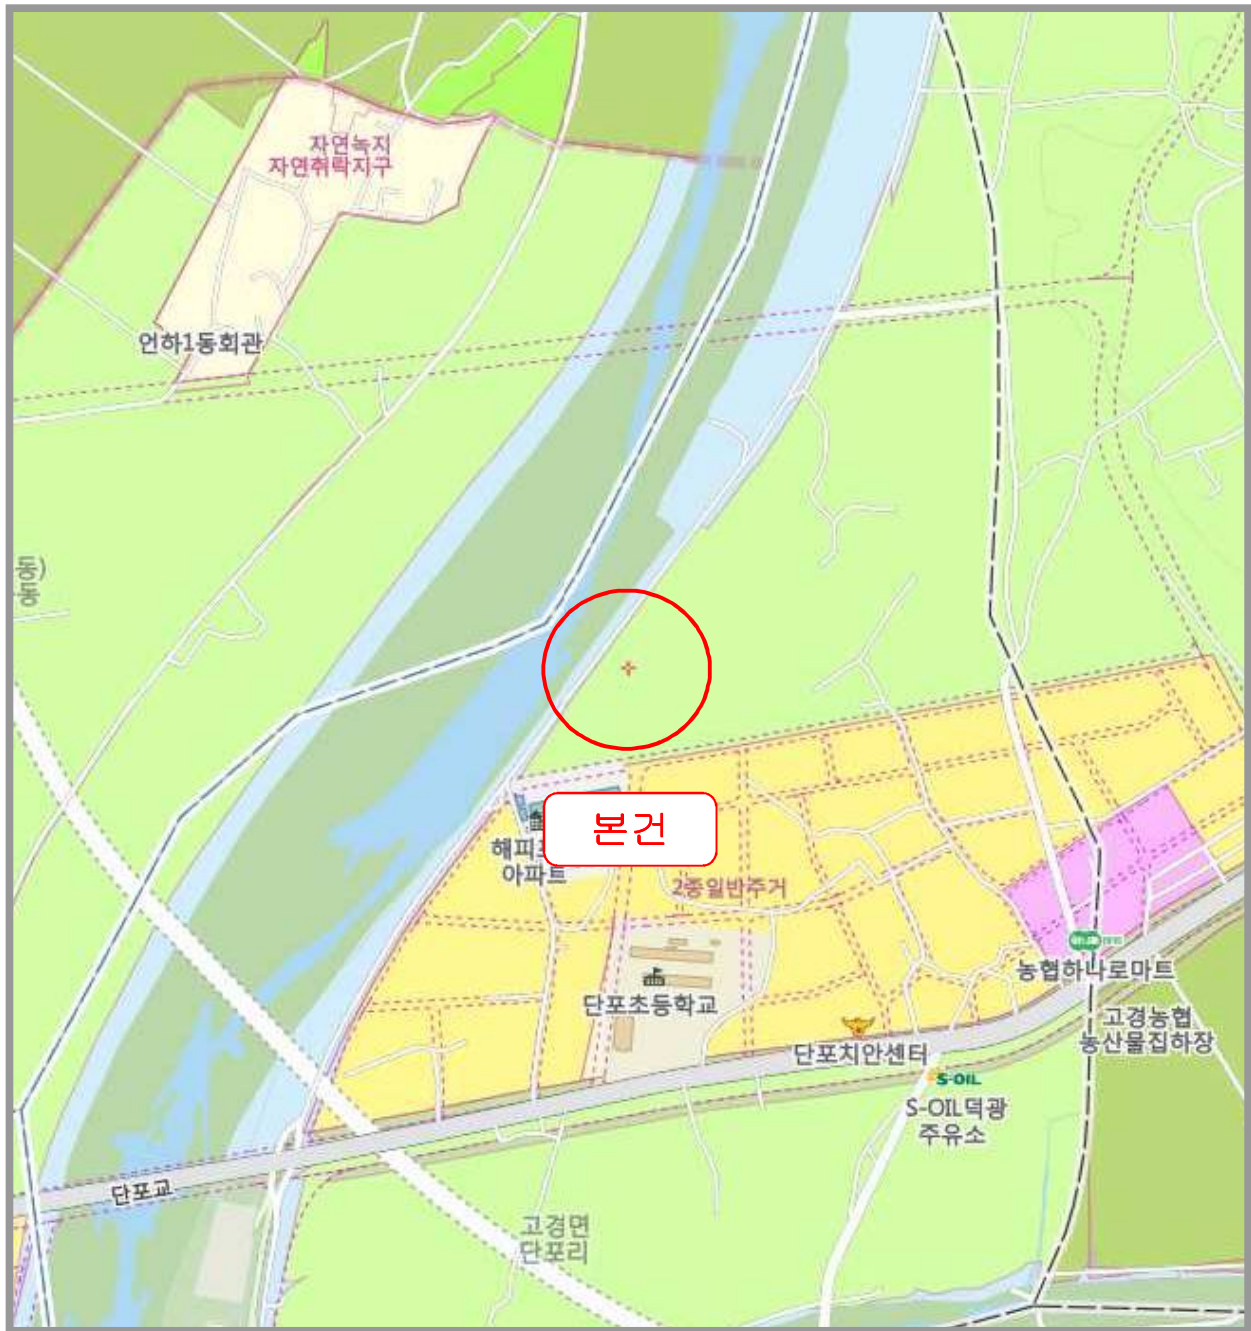 자연녹지
자연취락지구
언하1동회관
동)
동
본건
해피
아파트
2종일반주거
단포초등학교
농협하나로마트
고경농협
농산물집하장
단포치안센터
S-OIL
S-OIL덕광
주유소
단포교
고경면
단포리